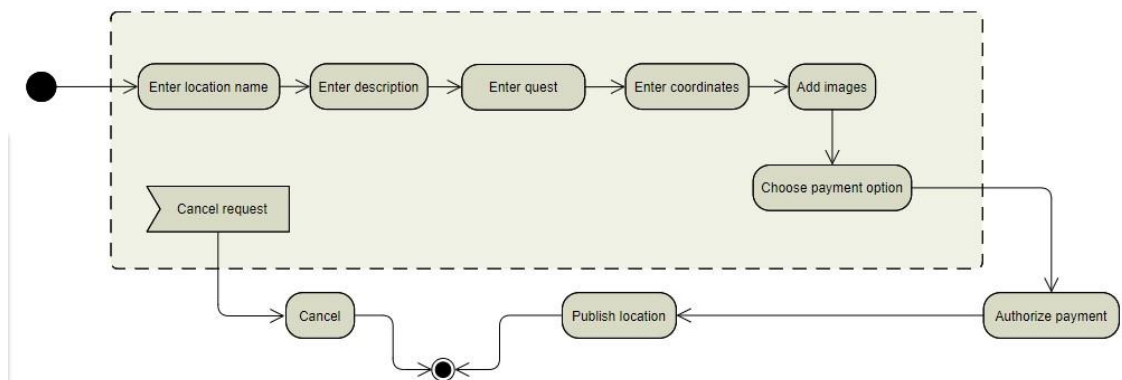 Enter location name
Enter description
Enter quest
Enter coordinates
Add images
Choose payment option
Cancel request
Cancel
Publish location
Authorize payment